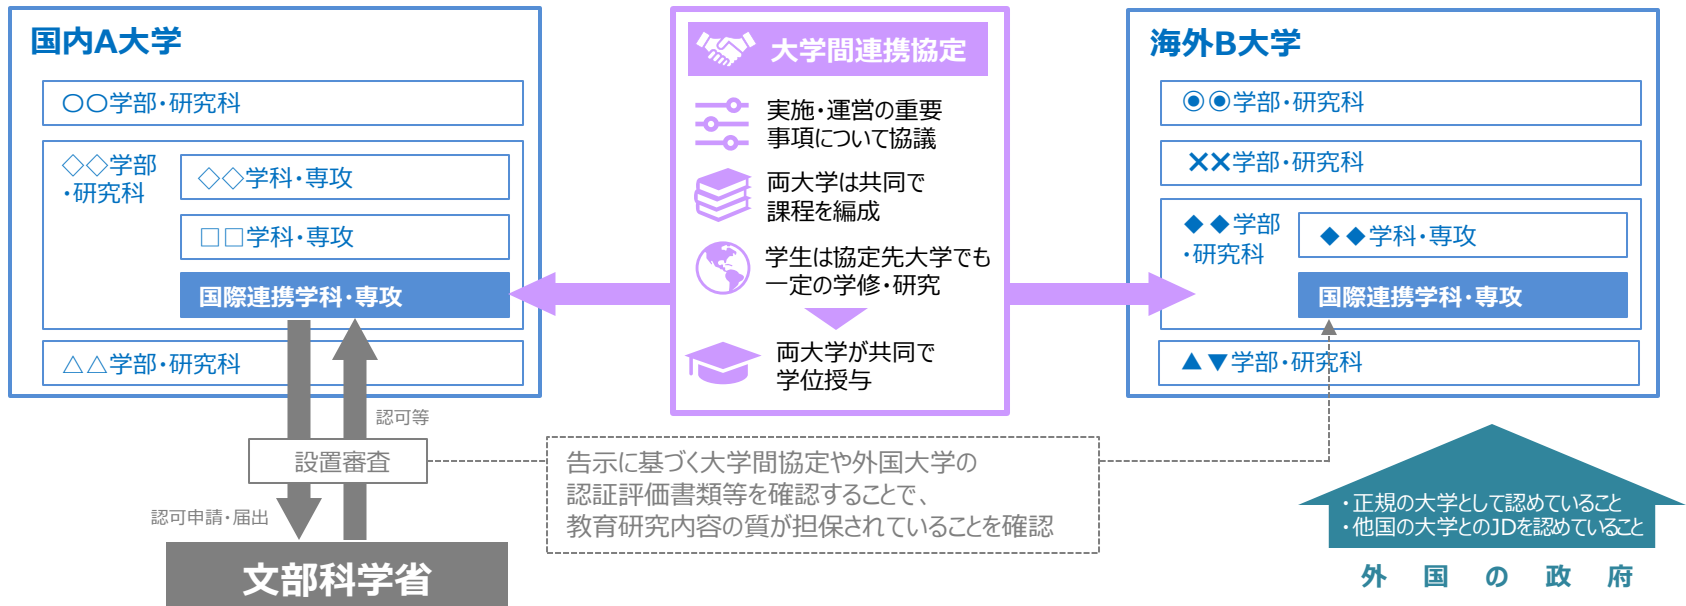 国内A大学
〇〇学部・研究科
◇◇学部
・研究科
◇◇学科・専攻
□□学科・専攻
国際連携学科・専攻
△△学部・研究科
大学間連携協定
実施・運営の重要
事項について協議
両大学は共同で
課程を編成
学生は協定先大学でも
一定の学修・研究
両大学が共同で
学位授与
海外B大学
◉◉学部・研究科
××学部・研究科
◆◆学部
・研究科
◆◆学科・専攻
国際連携学科・専攻
▲▼学部・研究科
認可等
設置審査
認可申請・届出
文部科学省
告示に基づく大学間協定や外国大学の
認証評価書類等を確認することで、
教育研究内容の質が担保されていることを確認
・正規の大学として認めていること
・他国の大学とのJDを認めていること
外国の政府